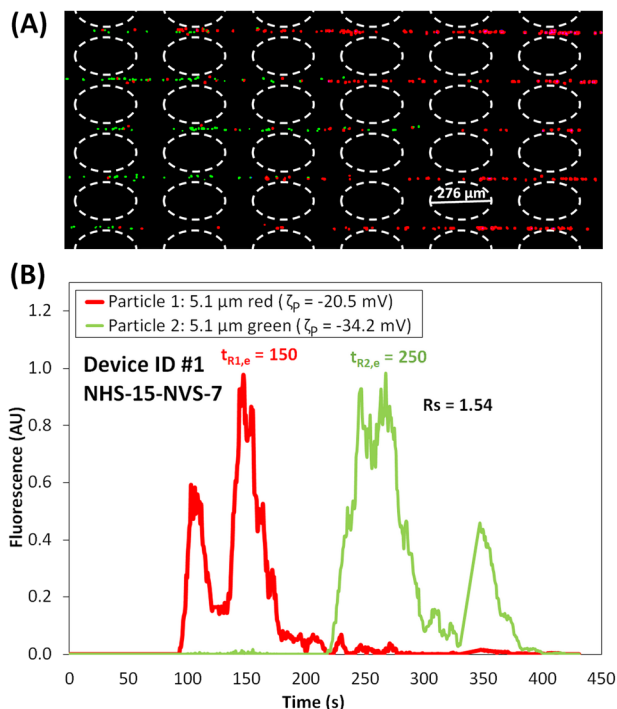 (A)
276 μm
(B)
Particle 1: 5.1 μm red ( ζP = -20.5 mV)
Particle 2: 5.1 μm green ( ζP = -34.2 mV)
Device ID #1
NHS-15-NVS-7
tR1,e = 150
tR2,e = 250
Rs = 1.54
Fluorescence (AU)
1.2
1.0
0.8
0.6
0.4
0.2
0.0
0 50 100 150 200 250 300 350 400 450
Time (s)